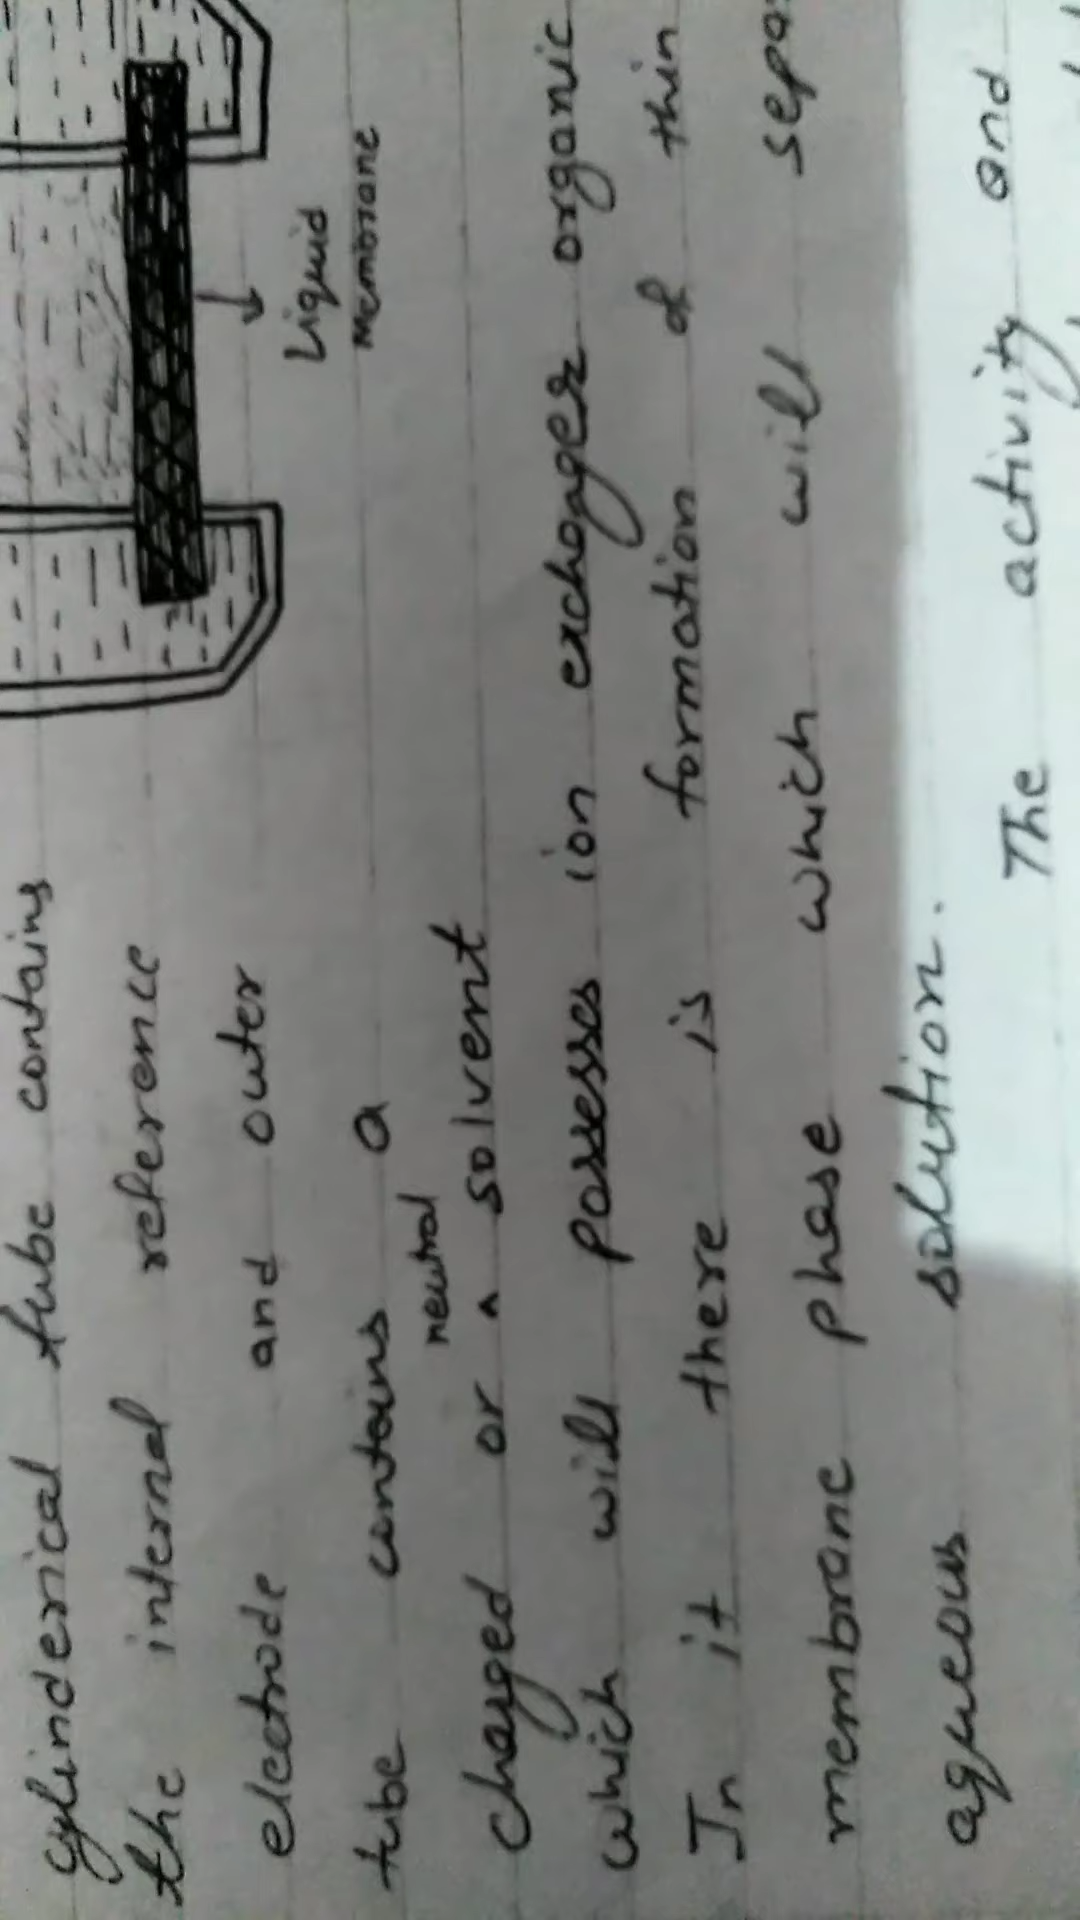 Liquid
Membrane
cylinderical tube contains
the internal reference
electrode and outer
tube contains a
neutral
charged or ^ solvent
which will possesses ion exchager organic
In it there is formation of thin
membrane phase which will sepa
aqueous solution.
The activity and